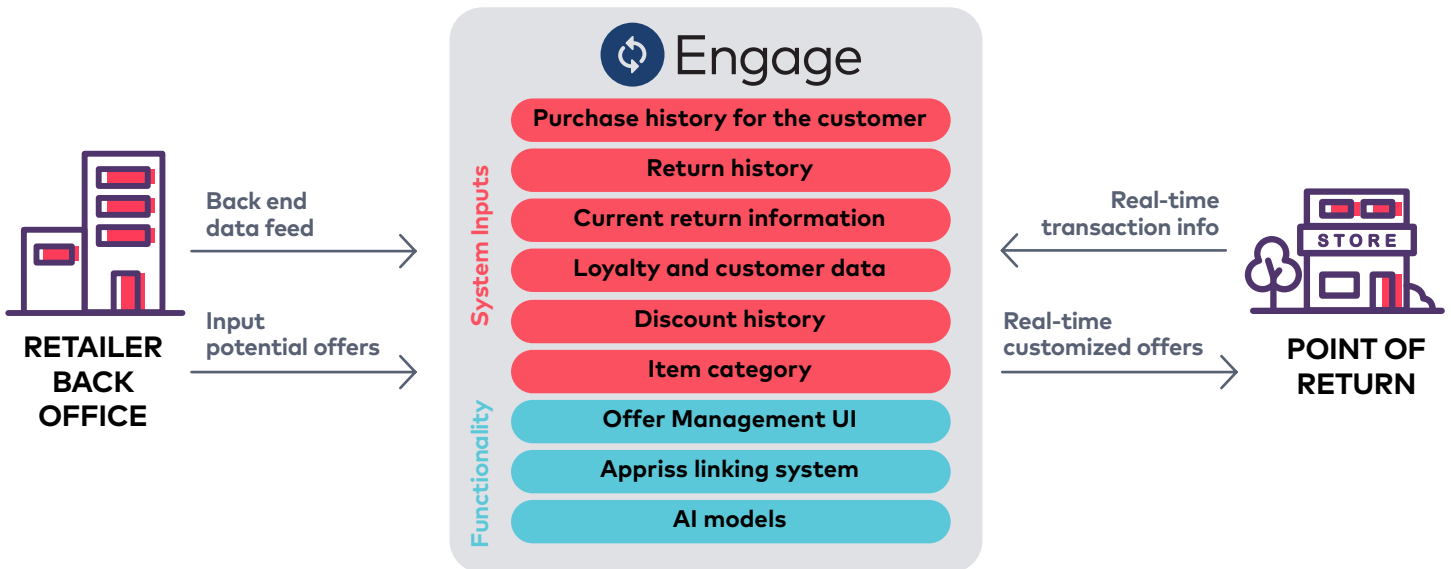 Engage
Purchase history for the customer
Return history
Current return information
Loyalty and customer data
Discount history
Item category
Offer Management UI
Appriss linking system
AI models
System Inputs
Functionality
Back end
data feed
Input
potential offers
RETAILER
BACK
OFFICE
Real-time
transaction info
Real-time
customized offers
STORE
POINT OF
RETURN